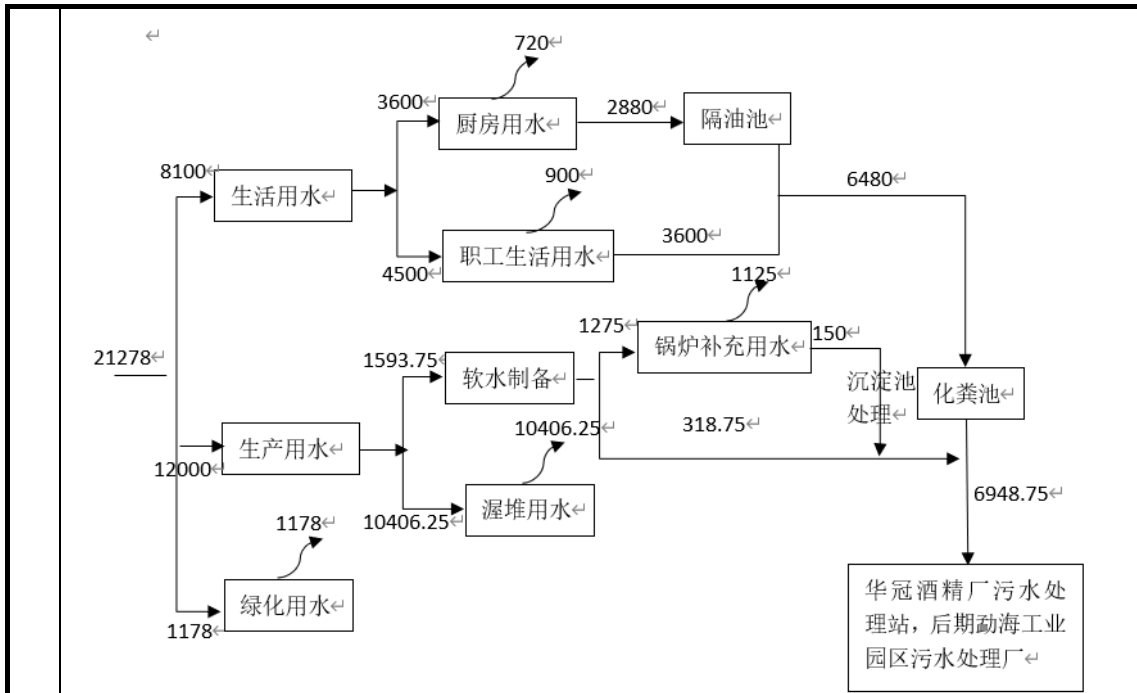 720
3600
厨房用水
2880
隔油池
8100
生活用水
900
6480
4500
职工生活用水
3600
1125
21278
1593.75
软水制备
1275
锅炉补充用水
150
沉淀池
处理
化粪池
12000
生产用水
10406.25
318.75
10406.25
渥堆用水
6948.75
1178
1178
绿化用水
华冠酒精厂污水处
理站，后期勐海工业
园区污水处理厂